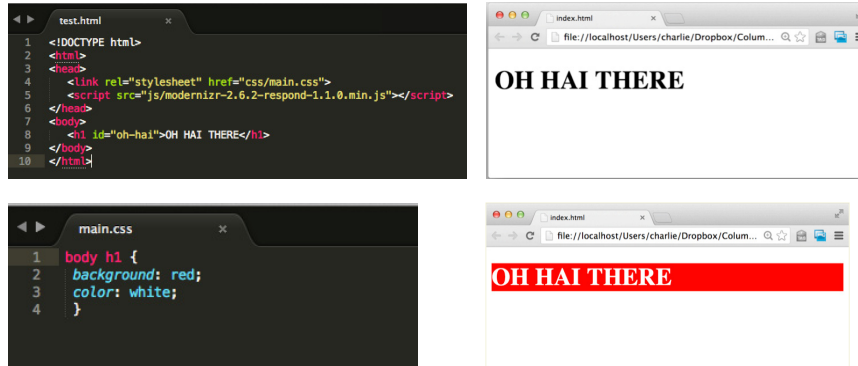 test.html
1 <!DOCTYPE html>
2 <html>
3 <head>
4 <link rel="stylesheet" href="css/main.css">
5 <script src="js/modernizr-2.6.2-respond-1.1.0.min.js"></script>
6 </head>
7 <body>
8 <h1 id="oh-hai">OH HAI THERE</h1>
9 </body>
10 </html>
index.html
file://localhost/Users/charlie/Dropbox/Colum...
OH HAI THERE
main.css
1 body h1 {
2 background: red;
3 color: white;
4 }
index.html
file://localhost/Users/charlie/Dropbox/Colum...
OH HAI THERE